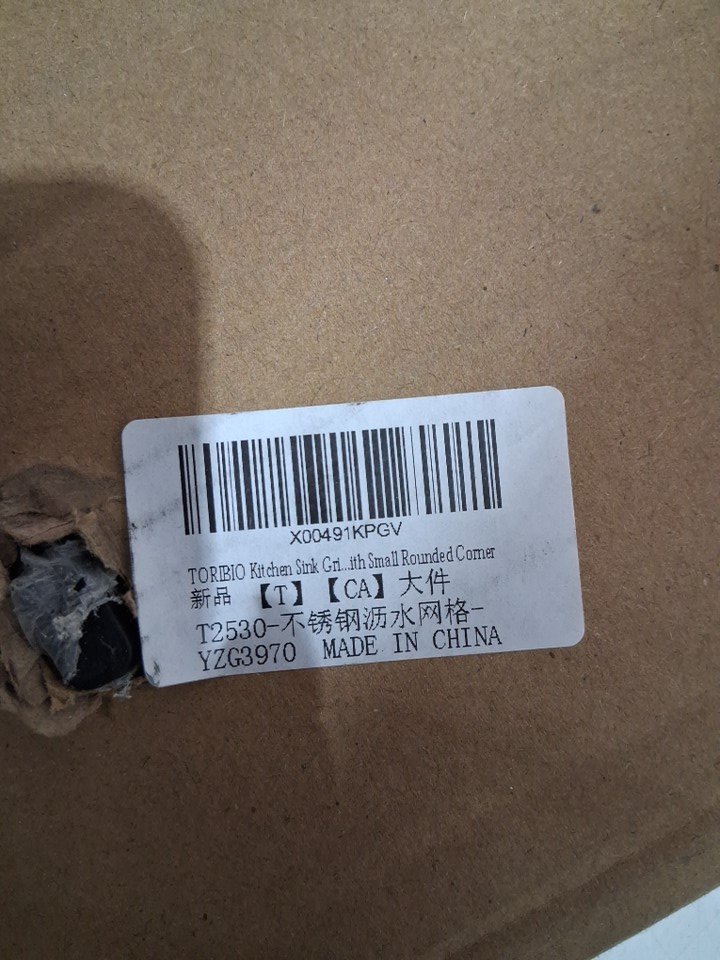 X00491KPGV
TORIBIO Kitchen Sink Gri...ith Small Rounded Corner
新品 【T】【CA】大件
T2530-不锈钢沥水网格-
YZG3970 MADE IN CHINA